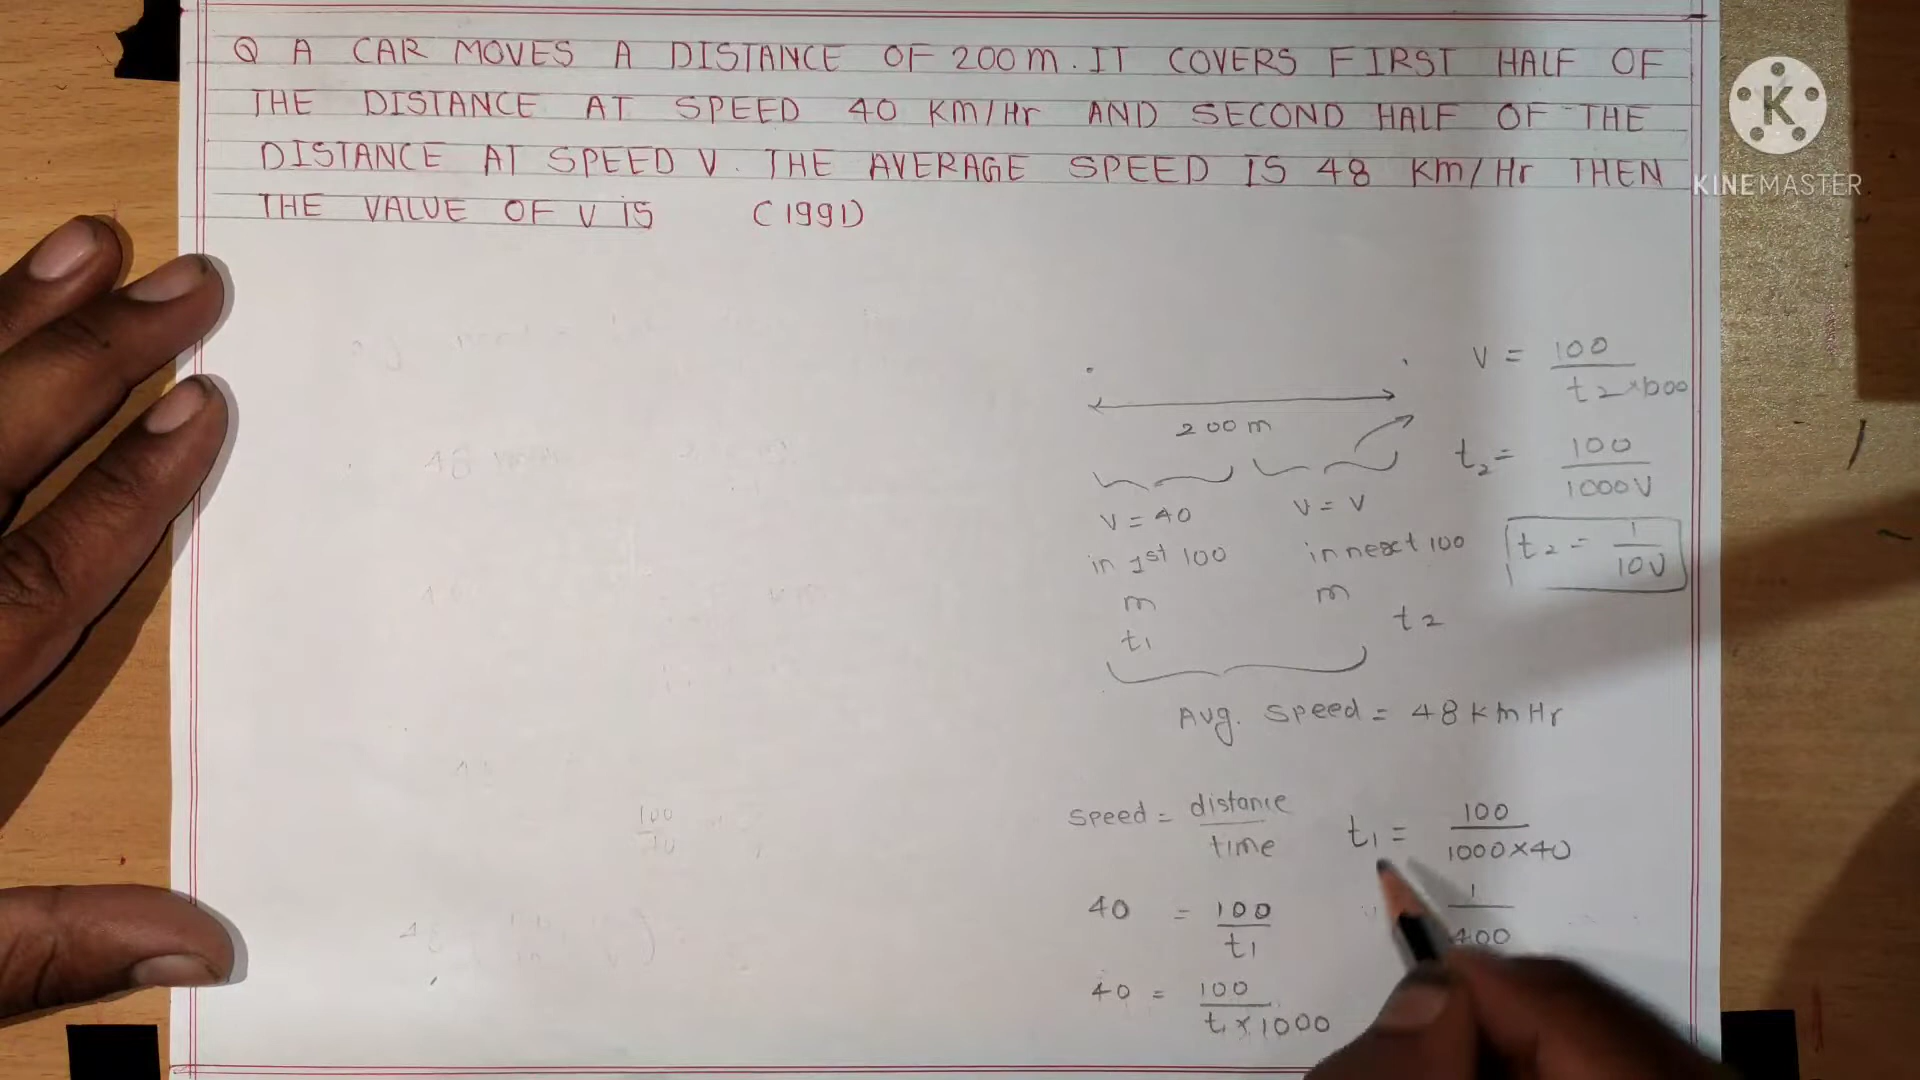 Q A CAR MOVES A DISTANCE OF 200 m. IT COVERS FIRST HALF OF
THE DISTANCE AT SPEED 40 KM/Hr AND SECOND HALF OF THE
DISTANCE AT SPEED V. THE AVERAGE SPEED IS 48 KM/Hr THEN
THE VALUE OF V IS (1991)
K
KINEMASTER
v = 100
t2×1000
200 m
t2 = 100
1000V
v = 40
v = v
in 1st 100
in next 100
t2 = 1
10V
m
m
t1
t2
Avg. speed = 48 Km Hr
speed = distance
time
t1 = 100
1000×40
40 = 100
t1
1
400
40 = 100
t1×1000
100